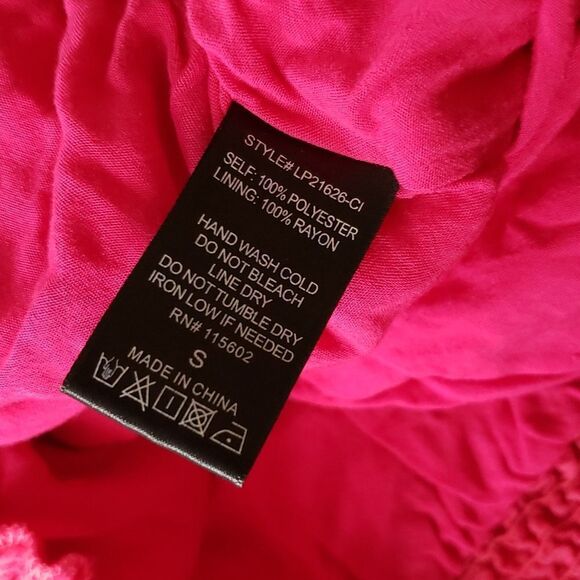 STYLE# LP21626-CI
SELF: 100% POLYESTER
LINING: 100% RAYON
HAND WASH COLD
DO NOT BLEACH
LINE DRY
DO NOT TUMBLE DRY
IRON LOW IF NEEDED
RN# 115602
S
MADE IN CHINA